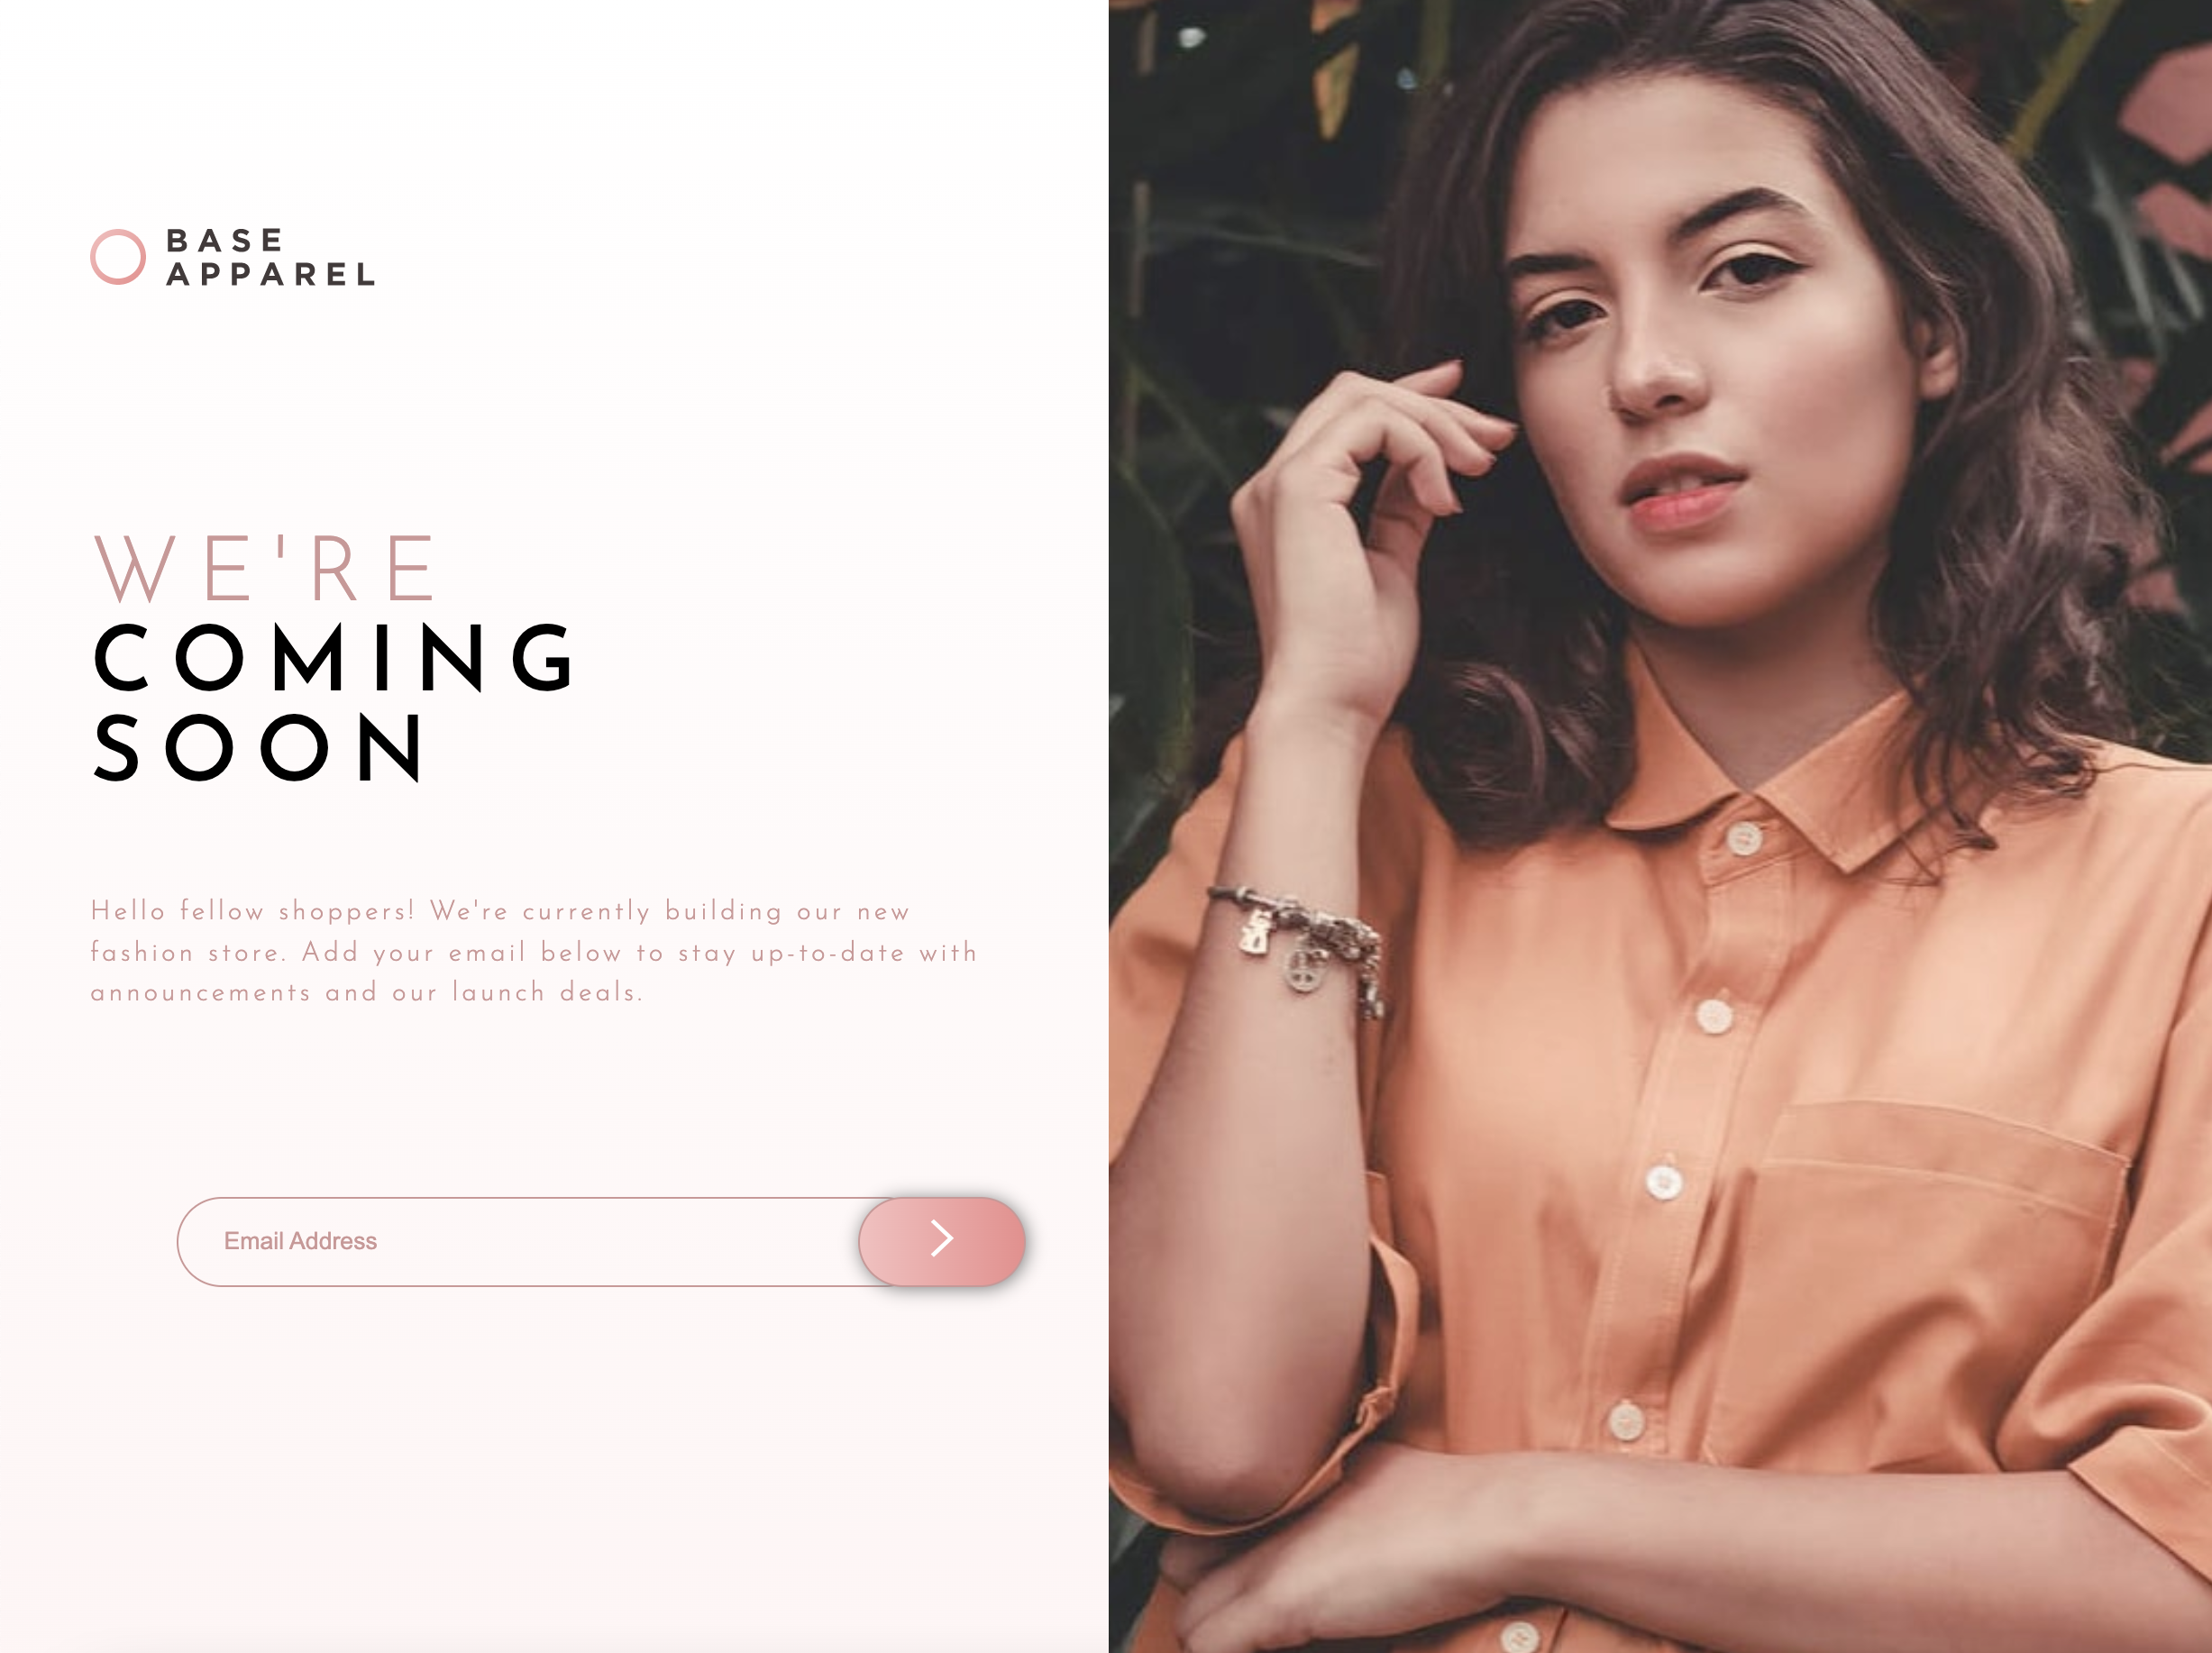 BASE
APPAREL
WE'RE
COMING
SOON
Hello fellow shoppers! We're currently building our new
fashion store. Add your email below to stay up-to-date with
announcements and our launch deals.
Email Address